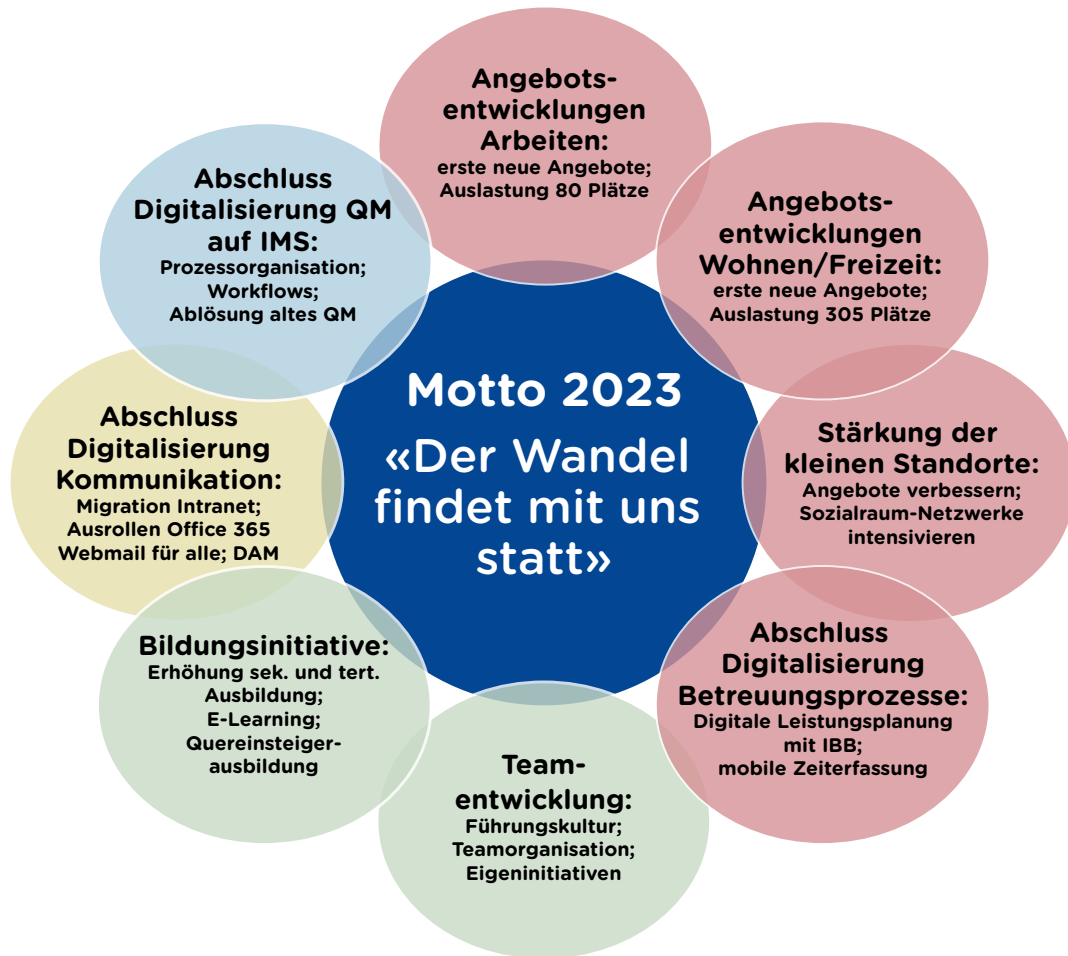 Angebots-
entwicklungen
Arbeiten:
erste neue Angebote;
Auslastung 80 Plätze
Angebots-
entwicklungen
Wohnen/Freizeit:
erste neue Angebote;
Auslastung 305 Plätze
Stärkung der
kleinen Standorte:
Angebote verbessern;
Sozialraum-Netzwerke
intensivieren
Abschluss
Digitalisierung
Betreuungsprozesse:
Digitale Leistungsplanung
mit IBB;
mobile Zeiterfassung
Team-
entwicklung:
Führungskultur;
Teamorganisation;
Eigeninitiativen
Bildungsinitiative:
Erhöhung sek. und tert.
Ausbildung;
E-Learning;
Quereinsteiger-
ausbildung
Abschluss
Digitalisierung
Kommunikation:
Migration Intranet;
Ausrollen Office 365
Webmail für alle; DAM
Abschluss
Digitalisierung QM
auf IMS:
Prozessorganisation;
Workflows;
Ablösung altes QM
Motto 2023
«Der Wandel
findet mit uns
statt»